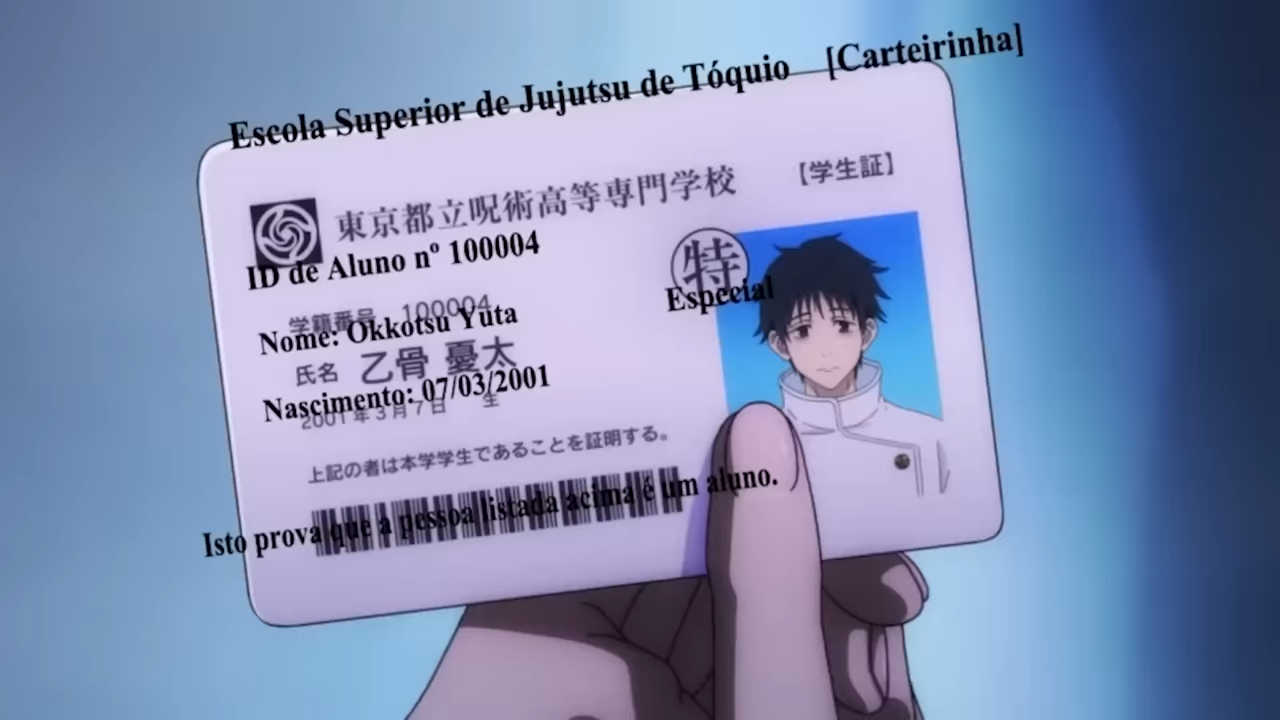 Escola Superior de Jujutsu de Tóquio [Carteirinha]
東京都立呪術高等専門学校 【学生証】
ID de Aluno nº 100004
特
Especial
学籍番号 100004
Nome: Okkotsu Yuta
氏名 乙骨 憂太
Nascimento: 07/03/2001
2001年3月7日 生
上記の者は本学学生であることを証明する。
Isto prova que a pessoa listada acima é um aluno.